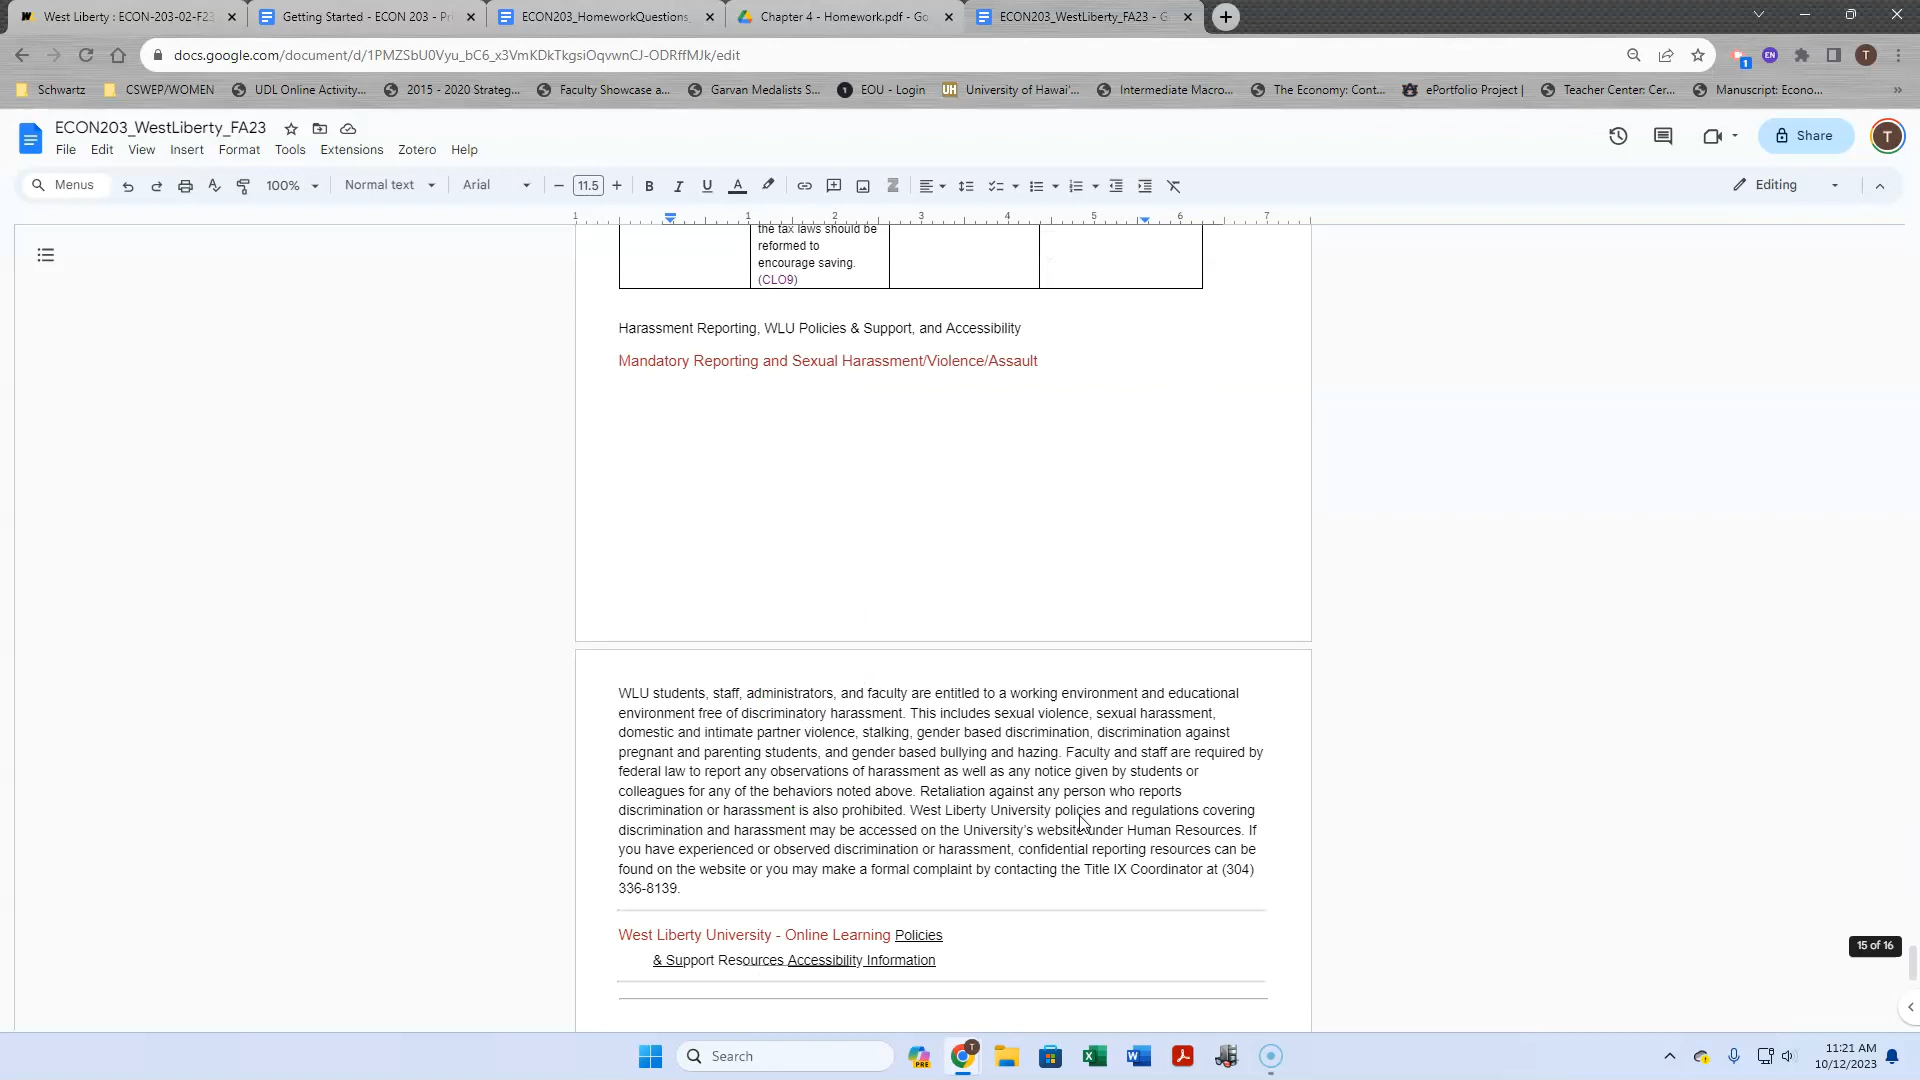 West Liberty : ECON-203-02-F23
Getting Started - ECON 203 - Pri
ECON203_HomeworkQuestions_
Chapter 4 - Homework.pdf - Go
ECON203_WestLiberty_FA23 - G
docs.google.com/document/d/1PMZSbU0Vyu_bC6_x3VmKDkTkgsiOqvwnCJ-ODRffMJk/edit
1
EN
T
Schwartz
CSWEP/WOMEN
UDL Online Activity...
2015 - 2020 Strateg...
Faculty Showcase a...
Garvan Medalists S...
EOU - Login
University of Hawai'...
Intermediate Macro...
The Economy: Cont...
ePortfolio Project |
Teacher Center: Cer...
Manuscript: Econo...
»
ECON203_WestLiberty_FA23
File Edit View Insert Format Tools Extensions Zotero Help
Share
T
Menus
100%
Normal text
Arial
11.5
B I U A
Editing
1 1 2 3 4 5 6 7
the tax laws should be
reformed to
encourage saving.
(CLO9)
Harassment Reporting, WLU Policies & Support, and Accessibility
Mandatory Reporting and Sexual Harassment/Violence/Assault
WLU students, staff, administrators, and faculty are entitled to a working environment and educational
environment free of discriminatory harassment. This includes sexual violence, sexual harassment,
domestic and intimate partner violence, stalking, gender based discrimination, discrimination against
pregnant and parenting students, and gender based bullying and hazing. Faculty and staff are required by
federal law to report any observations of harassment as well as any notice given by students or
colleagues for any of the behaviors noted above. Retaliation against any person who reports
discrimination or harassment is also prohibited. West Liberty University policies and regulations covering
discrimination and harassment may be accessed on the University's website under Human Resources. If
you have experienced or observed discrimination or harassment, confidential reporting resources can be
found on the website or you may make a formal complaint by contacting the Title IX Coordinator at (304)
336-8139.
West Liberty University - Online Learning Policies
& Support Resources Accessibility Information
15 of 16
Search
PRE
T
11:21 AM
10/12/2023